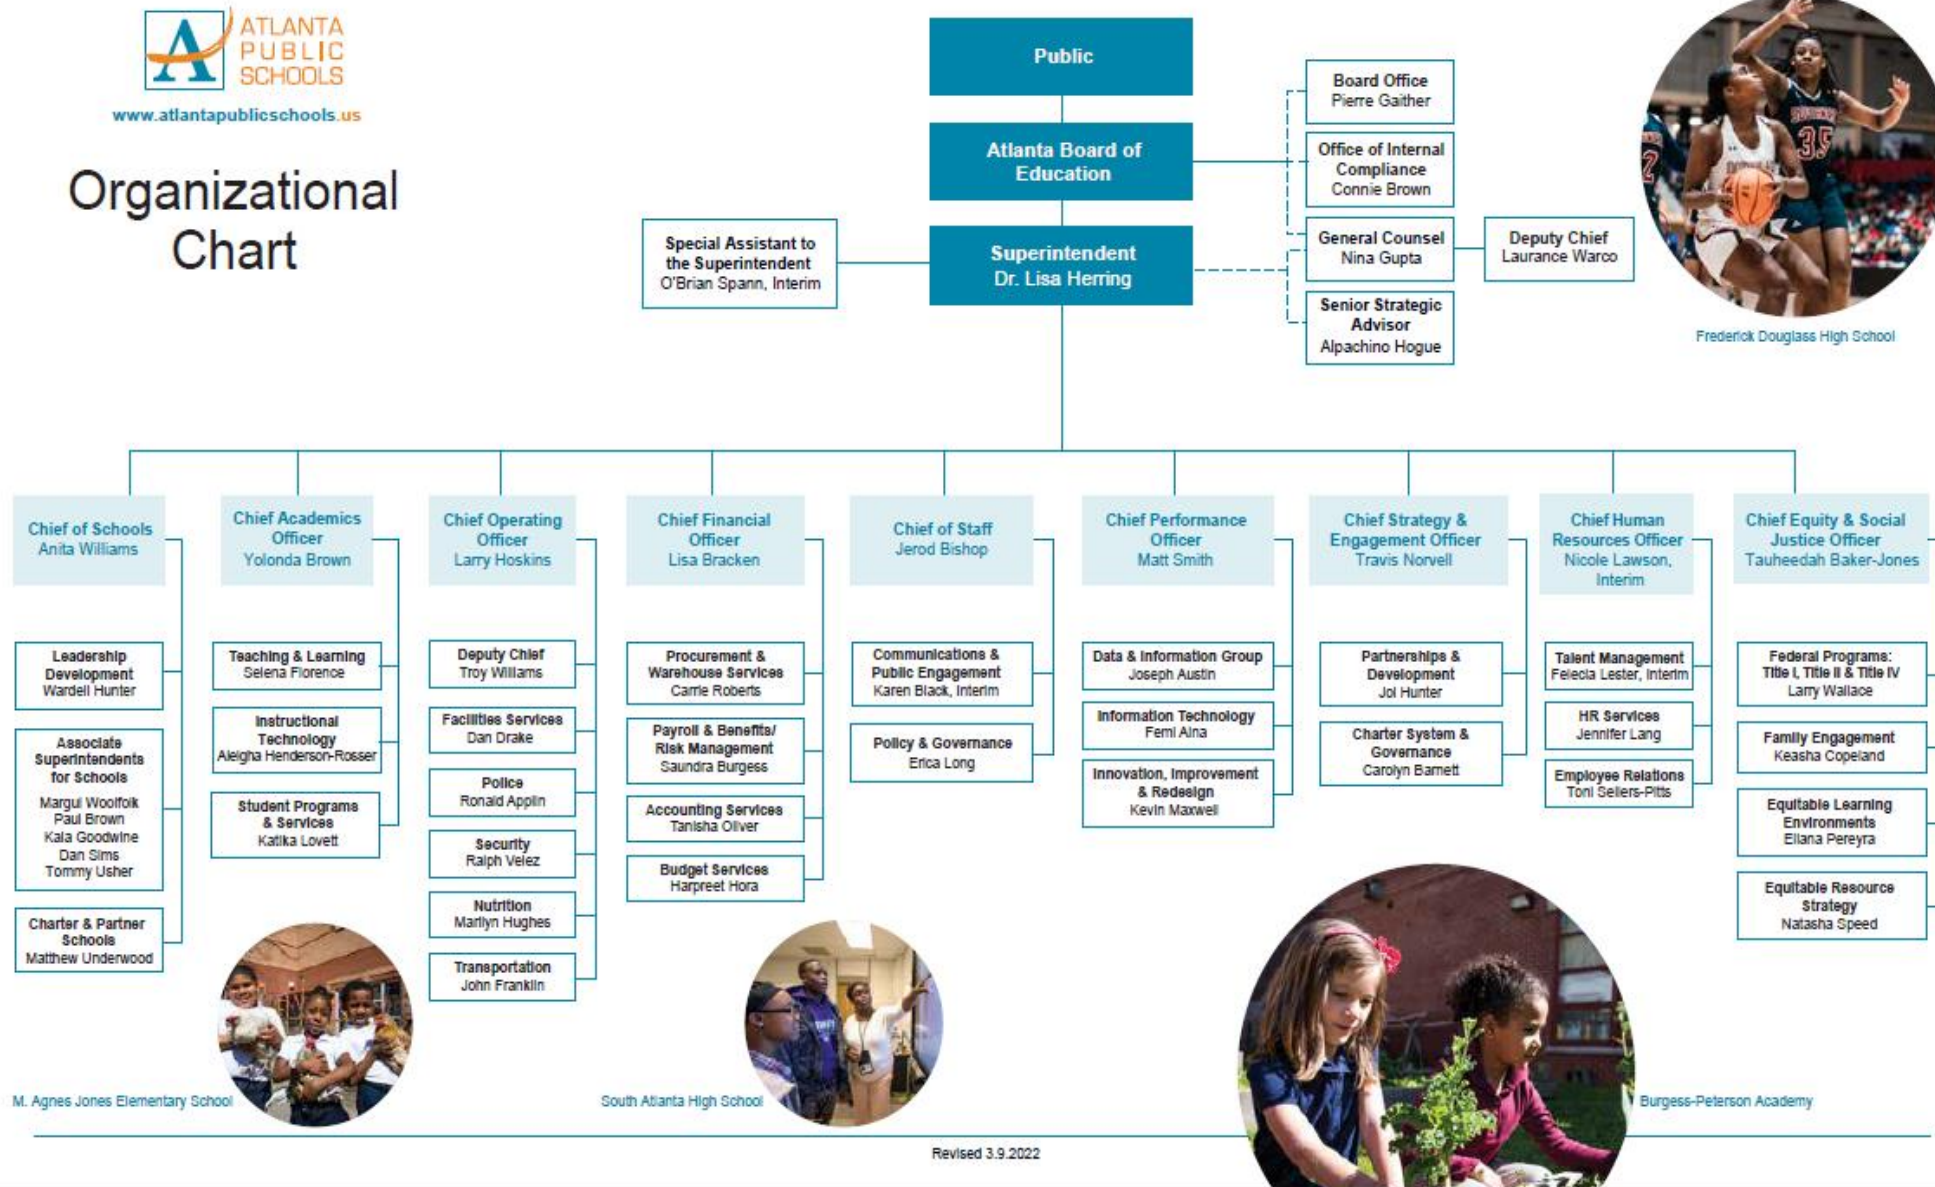 ATLANTA
PUBLIC
SCHOOLS
www.atlantapublicschools.us
Organizational
Chart
Public
Atlanta Board of
Education
Superintendent
Dr. Lisa Herring
Special Assistant to
the Superintendent
O'Brian Spann, Interim
Board Office
Pierre Gaither
Office of Internal
Compliance
Connie Brown
General Counsel
Nina Gupta
Deputy Chief
Laurance Warco
Senior Strategic
Advisor
Alpachino Hogue
35
2
Frederick Douglass High School
Chief of Schools
Anita Williams
Leadership
Development
Wardell Hunter
Associate
Superintendents
for Schools
Margul Woolfolk
Paul Brown
Kala Goodwine
Dan Sims
Tommy Usher
Charter & Partner
Schools
Matthew Underwood
Chief Academics
Officer
Yolonda Brown
Teaching & Learning
Selena Florence
Instructional
Technology
Aleigha Henderson-Rosser
Student Programs
& Services
Katika Lovett
Chief Operating
Officer
Larry Hoskins
Deputy Chief
Troy Williams
Facilities Services
Dan Drake
Police
Ronald Applin
Security
Ralph Velez
Nutrition
Marilyn Hughes
Transportation
John Franklin
Chief Financial
Officer
Lisa Bracken
Procurement &
Warehouse Services
Carrie Roberts
Payroll & Benefits/
Risk Management
Saundra Burgess
Accounting Services
Tanisha Oliver
Budget Services
Harpreet Hora
Chief of Staff
Jerod Bishop
Communications &
Public Engagement
Karen Black, Interim
Policy & Governance
Erica Long
Chief Performance
Officer
Matt Smith
Data & Information Group
Joseph Austin
Information Technology
Femi Aina
Innovation, Improvement
& Redesign
Kevin Maxwell
Chief Strategy &
Engagement Officer
Travis Norvell
Partnerships &
Development
Jol Hunter
Charter System &
Governance
Carolyn Barnett
Chief Human
Resources Officer
Nicole Lawson,
Interim
Talent Management
Felecia Lester, Interim
HR Services
Jennifer Lang
Employee Relations
Toni Sellers-Pitts
Chief Equity & Social
Justice Officer
Tauheedah Baker-Jones
Federal Programs:
Title I, Title II & Title IV
Larry Wallace
Family Engagement
Keasha Copeland
Equitable Learning
Environments
Eliana Pereyra
Equitable Resource
Strategy
Natasha Speed
M. Agnes Jones Elementary School
South Atlanta High School
Burgess-Peterson Academy
Revised 3.9.2022